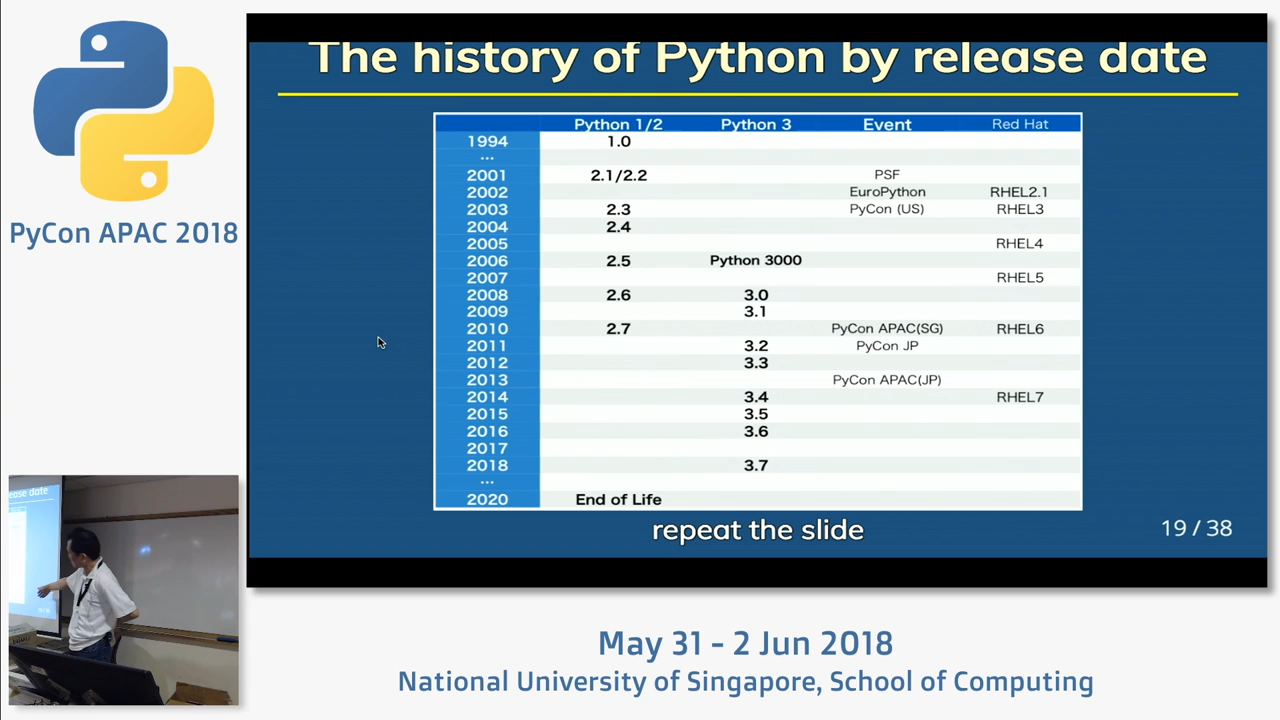 The history of Python by release date
Python 1/2 Python 3 Event Red Hat
1994 1.0
...
2001 2.1/2.2 PSF
2002 EuroPython RHEL2.1
2003 2.3 PyCon (US) RHEL3
2004 2.4
2005 RHEL4
2006 2.5 Python 3000
2007 RHEL5
2008 2.6 3.0
2009 3.1
2010 2.7 PyCon APAC(SG) RHEL6
2011 3.2 PyCon JP
2012 3.3
2013 PyCon APAC(JP)
2014 3.4 RHEL7
2015 3.5
2016 3.6
2017
2018 3.7
...
2020 End of Life
repeat the slide
19 / 38
PyCon APAC 2018
ease date
May 31 - 2 Jun 2018
National University of Singapore, School of Computing